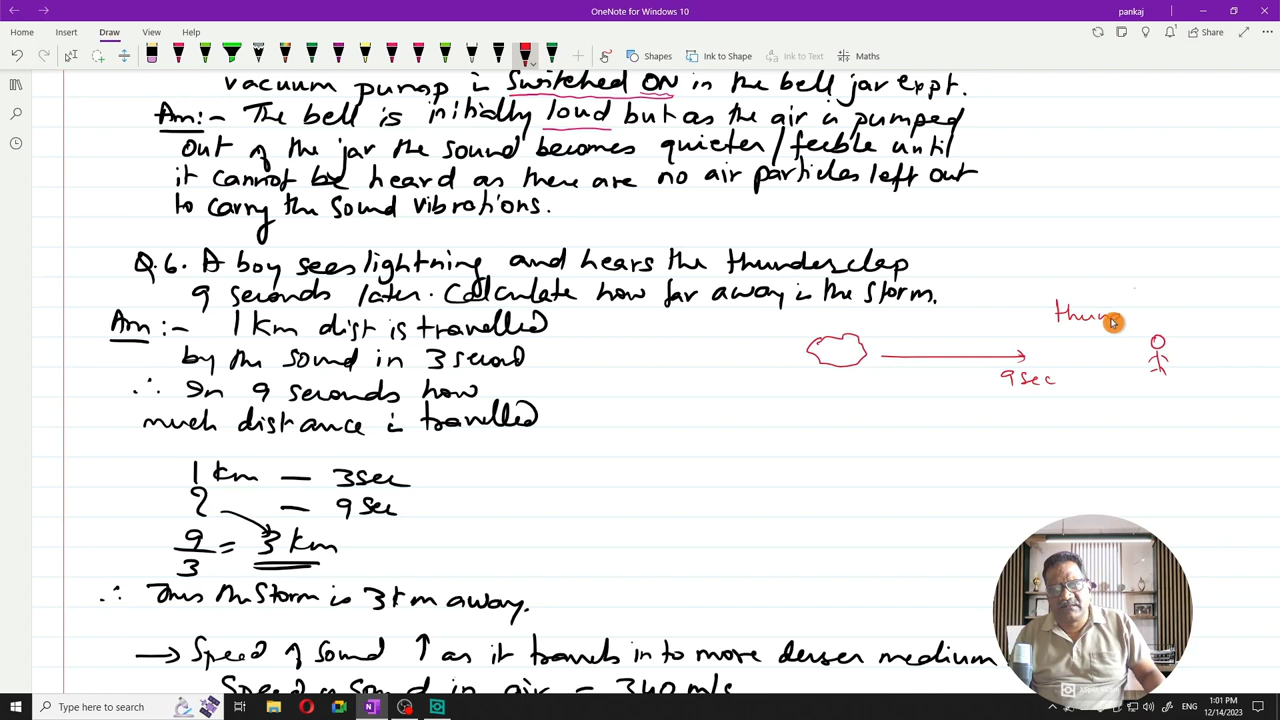 OneNote for Windows 10
pankaj
Home Insert Draw View Help
Share
Shapes Ink to Shape Ink to Text Maths
vacuum pump is switched ON in the bell jar expt.
Ans:- The bell is initially loud but as the air is pumped
out of the jar the sound becomes quieter/feeble until
it cannot be heard as there are no air particles left out
to carry the sound vibrations.
Q.6. A boy sees lightning and hears the thunderclap
9 seconds later. Calculate how far away is the storm.
Ans:- 1 km dist is travelled
by the sound in 3 second
∴ In 9 seconds how
much distance is travelled
thun
9 sec
1 km — 3 sec
? — 9 sec
9/3 = 3 km
∴ Thus the storm is 3 km away.
→ Speed of sound ↑ as it travels in to more denser medium
Speed of sound in air = 340 m/s
Type here to search
1:01 PM
12/14/2023